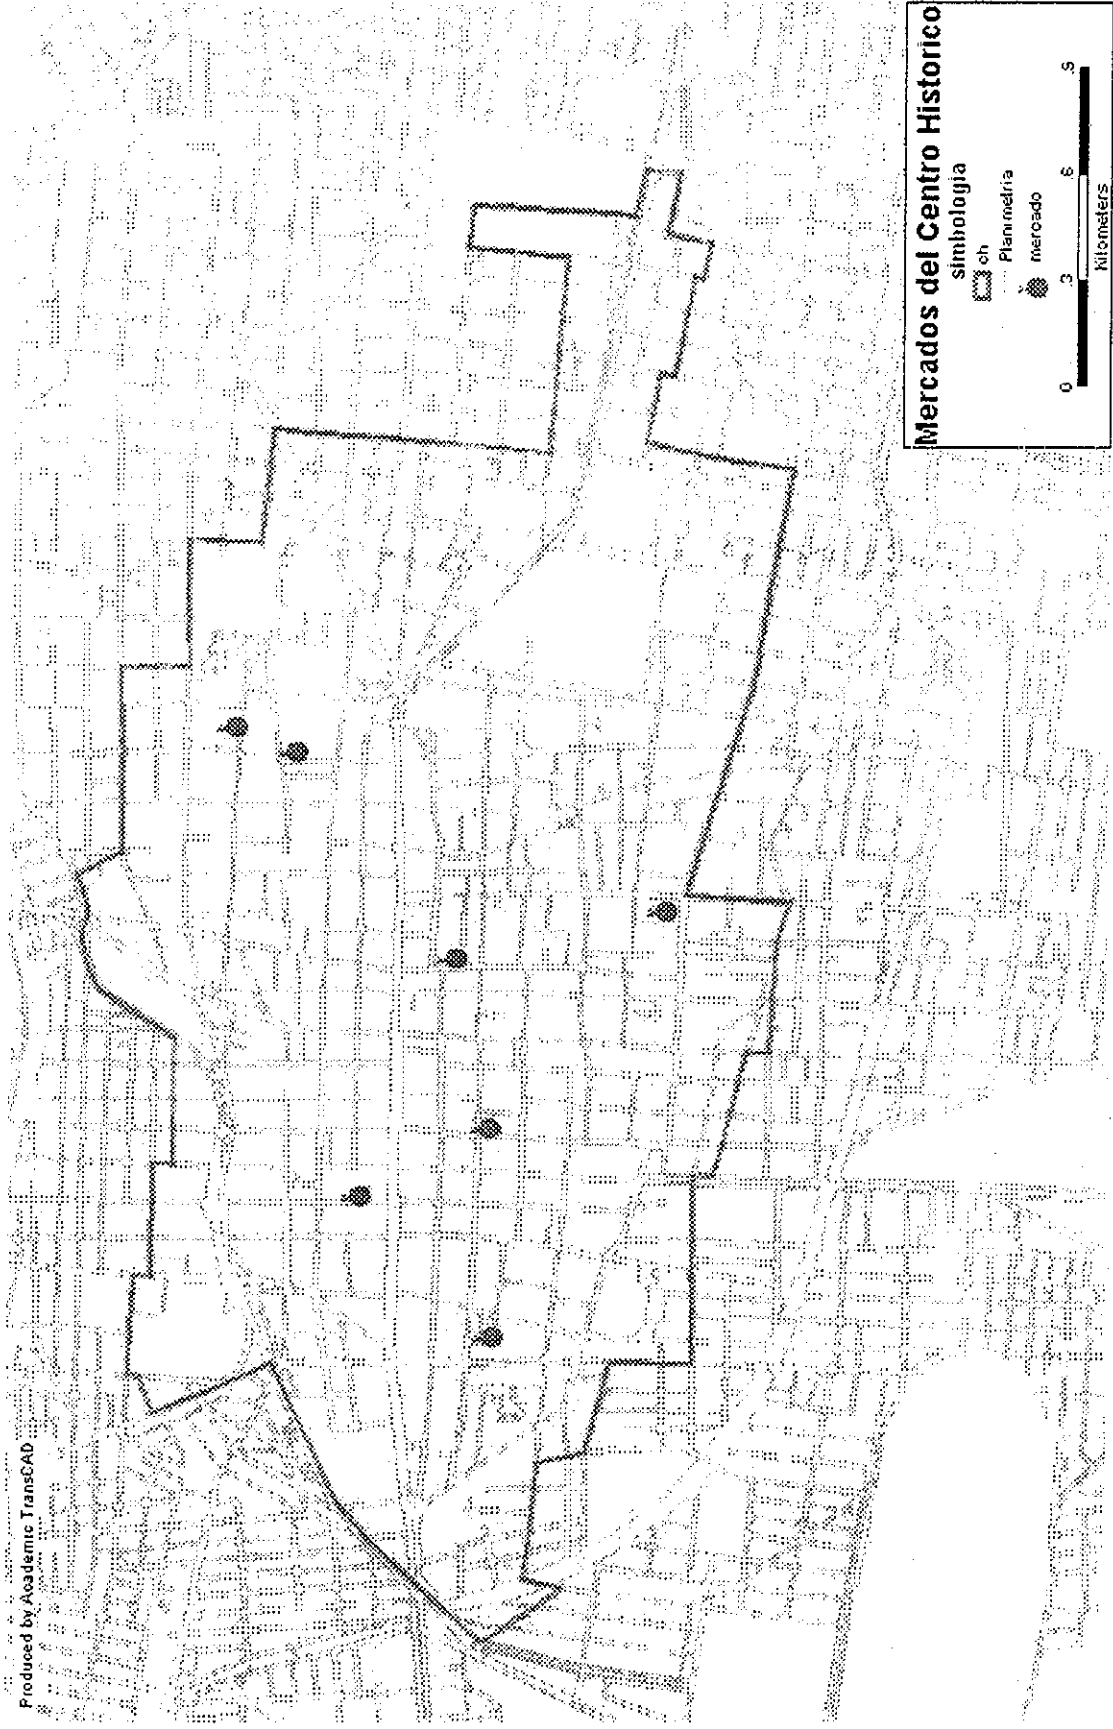 Produced by Academic TransCAD
Mercados del Centro Historico
simbologia
ch
Planimetria
mercado
0 .3 .6 .9
Kilometers